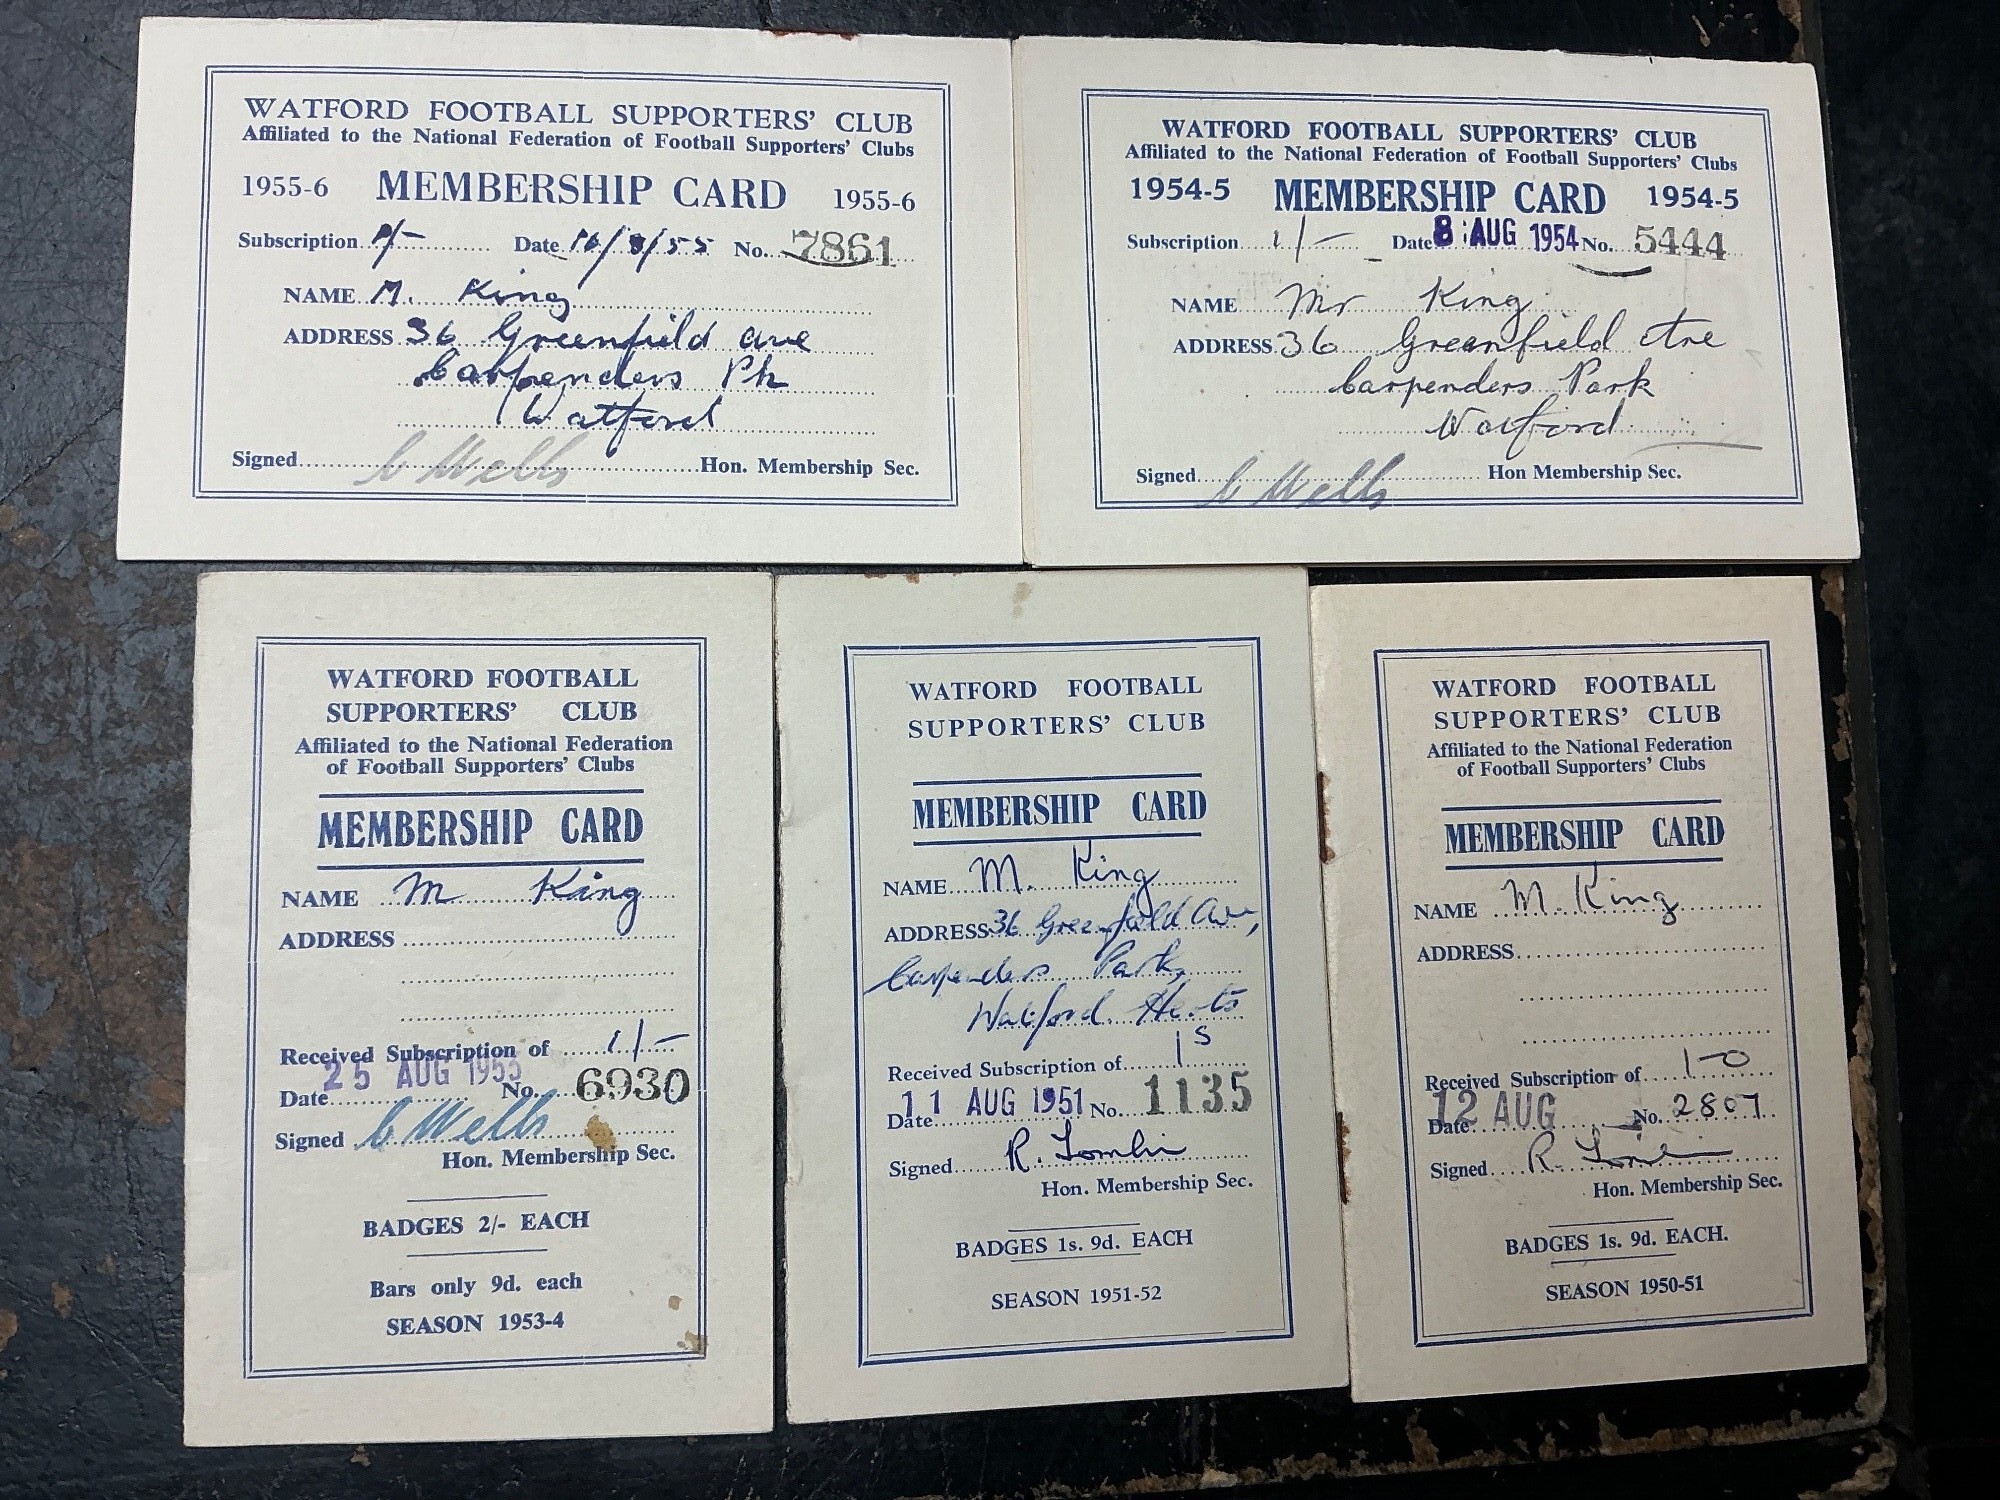 WATFORD FOOTBALL SUPPORTERS' CLUB
Affiliated to the National Federation of Football Supporters' Clubs
1955-6 MEMBERSHIP CARD 1955-6
Subscription Date 16/8/55 No. 7861
NAME M. King
ADDRESS 36 Greenfield ave
Carpenders Pk
Watford
Signed C Wells Hon. Membership Sec.
WATFORD FOOTBALL SUPPORTERS' CLUB
Affiliated to the National Federation of Football Supporters' Clubs
1954-5 MEMBERSHIP CARD 1954-5
Subscription 1/- Date 8 AUG 1954 No. 5444
NAME Mr King
ADDRESS 36 Greenfield Ave
Carpenders Park
Watford
Signed C Wells Hon Membership Sec.
WATFORD FOOTBALL
SUPPORTERS' CLUB
Affiliated to the National Federation
of Football Supporters' Clubs
MEMBERSHIP CARD
NAME M King
ADDRESS
Received Subscription of 1/-
Date 25 AUG 1953 No. 6930
Signed C Wells
Hon. Membership Sec.
BADGES 2/- EACH
Bars only 9d. each
SEASON 1953-4
WATFORD FOOTBALL
SUPPORTERS' CLUB
MEMBERSHIP CARD
NAME M. King
ADDRESS 36 Greenfield Ave,
Carpenders Park,
Watford. Herts
Received Subscription of 1s
Date 11 AUG 1951 No. 1135
Signed R. Tomlin
Hon. Membership Sec.
BADGES 1s. 9d. EACH
SEASON 1951-52
WATFORD FOOTBALL
SUPPORTERS' CLUB
Affiliated to the National Federation
of Football Supporters' Clubs
MEMBERSHIP CARD
NAME M. King
ADDRESS
Received Subscription of 1-0
Date 12 AUG No. 2807
Signed R. Tomlin
Hon. Membership Sec.
BADGES 1s. 9d. EACH.
SEASON 1950-51